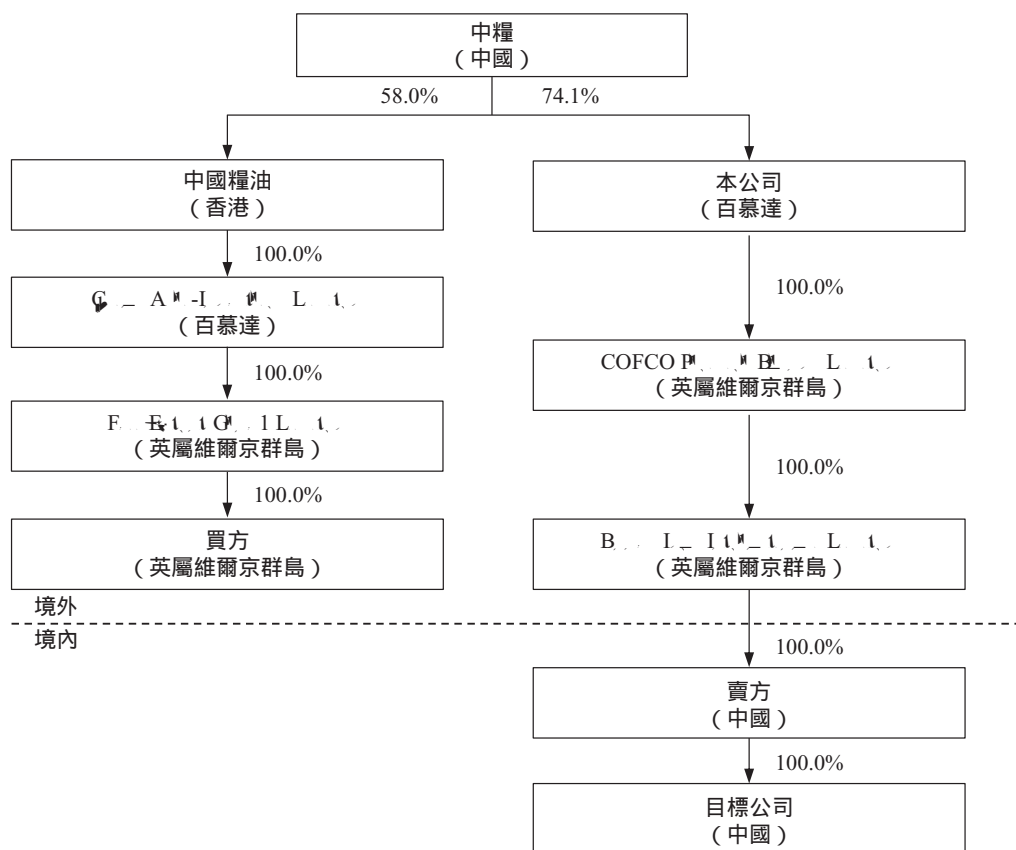 中糧
（中國）
58.0%
74.1%
中國糧油
（香港）
本公司
（百慕達）
100.0%
100.0%
（百慕達）
100.0%
COFCO
（英屬維爾京群島）
（英屬維爾京群島）
100.0%
100.0%
買方
（英屬維爾京群島）
（英屬維爾京群島）
境外
境內
100.0%
賣方
（中國）
100.0%
目標公司
（中國）